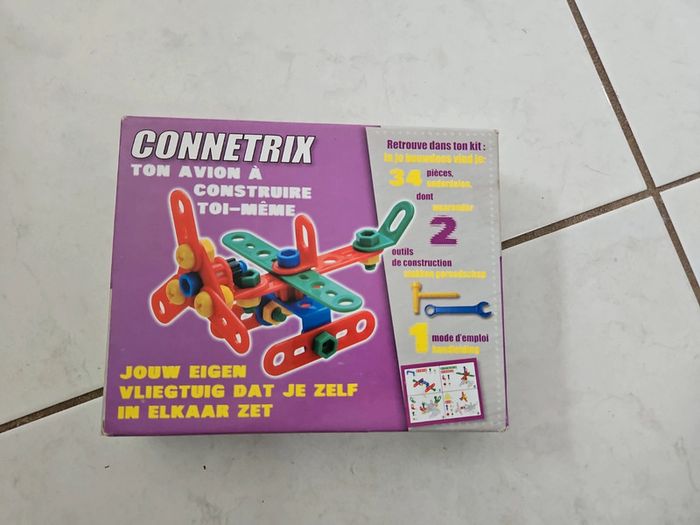 CONNETRIX
TON AVION À
CONSTRUIRE
TOI-MÊME
JOUW EIGEN
VLIEGTUIG DAT JE ZELF
IN ELKAAR ZET
Retrouve dans ton kit :
In je bouwdoos vind je:
34 pièces,
onderdelen,
dont
waaronder
2
outils
de construction
stukken gereedschap
1 mode d'emploi
handleiding